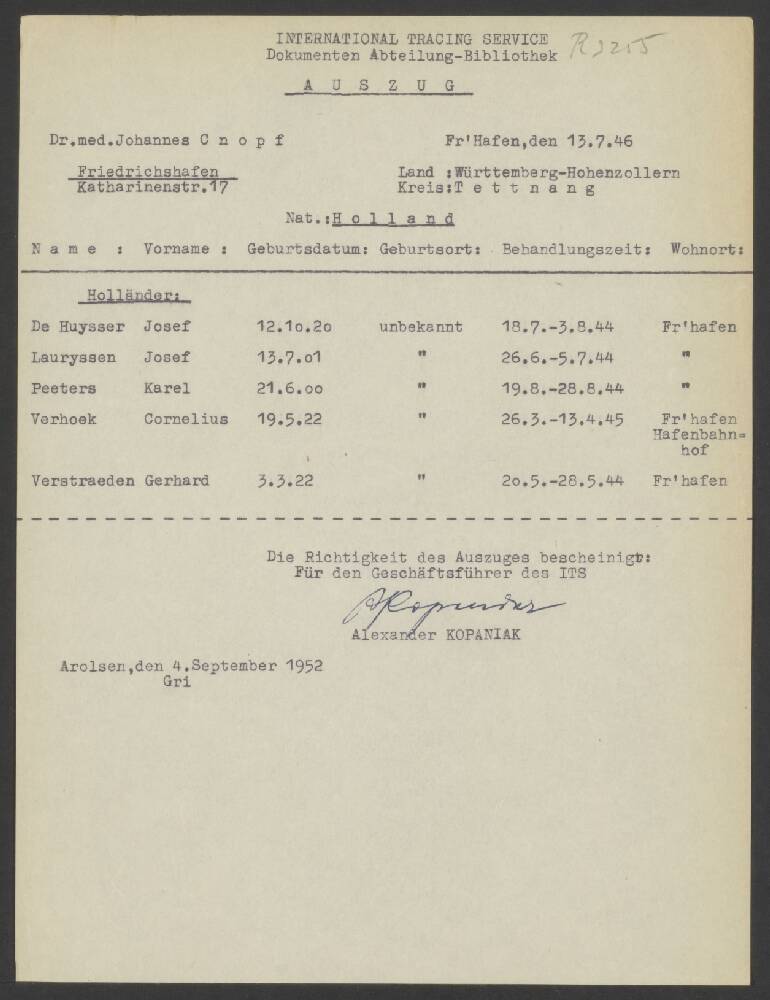 INTERNATIONAL TRACING SERVICE
Dokumenten Abteilung-Bibliothek R 3255
A U S Z U G
Dr.med.Johannes C n o p f Fr'Hafen,den 13.7.46
Friedrichshafen Land :Württemberg-Hohenzollern
Katharinenstr.17 Kreis:T e t t n a n g
Nat.:H o l l a n d
N a m e : Vorname : Geburtsdatum: Geburtsort: Behandlungszeit: Wohnort:
Holländer:
De Huysser Josef 12.1o.2o unbekannt 18.7.-3.8.44 Fr'hafen
Lauryssen Josef 13.7.o1 " 26.6.-5.7.44 "
Peeters Karel 21.6.oo " 19.8.-28.8.44 "
Verhoek Cornelius 19.5.22 " 26.3.-13.4.45 Fr'hafen
Hafenbahn=
hof
Verstraeden Gerhard 3.3.22 " 2o.5.-28.5.44 Fr'hafen
Die Richtigkeit des Auszuges bescheinigt:
Für den Geschäftsführer des ITS
AKopaniak
Alexander KOPANIAK
Arolsen,den 4.September 1952
Gri